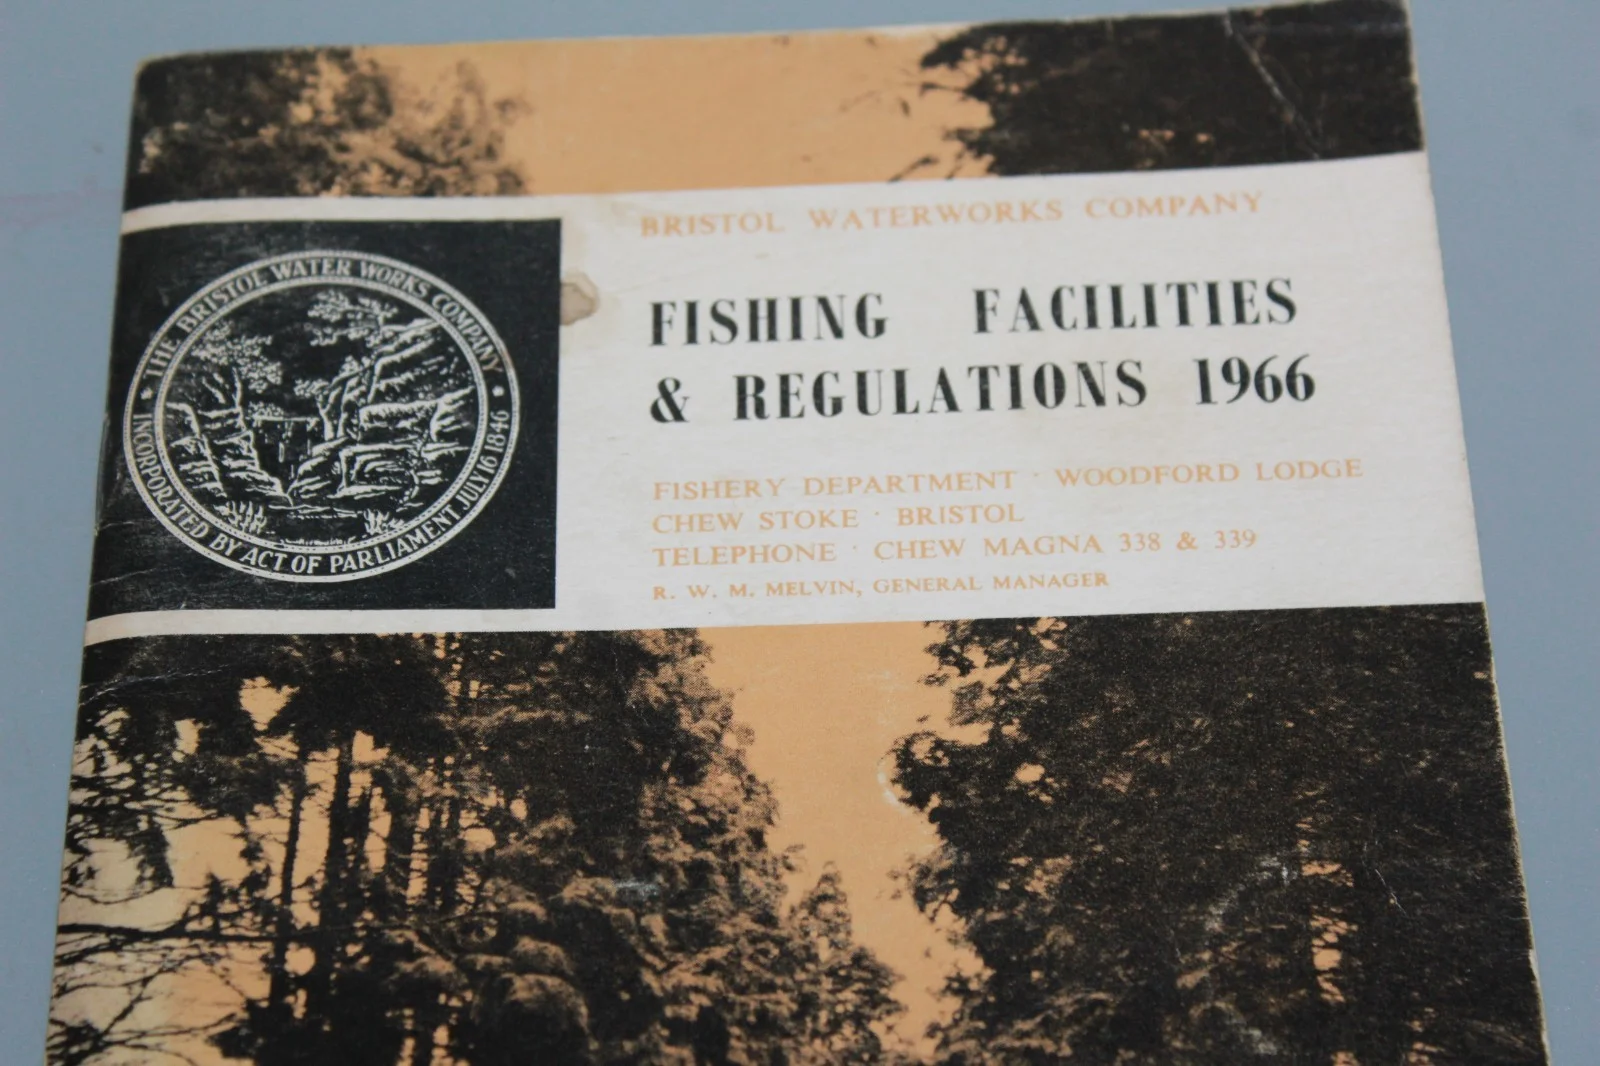 BRISTOL WATERWORKS COMPANY
FISHING FACILITIES
& REGULATIONS 1966
FISHERY DEPARTMENT · WOODFORD LODGE
CHEW STOKE · BRISTOL
TELEPHONE · CHEW MAGNA 338 & 339
R. W. M. MELVIN, GENERAL MANAGER
THE BRISTOL WATER WORKS COMPANY
INCORPORATED BY ACT OF PARLIAMENT JULY 16 1846